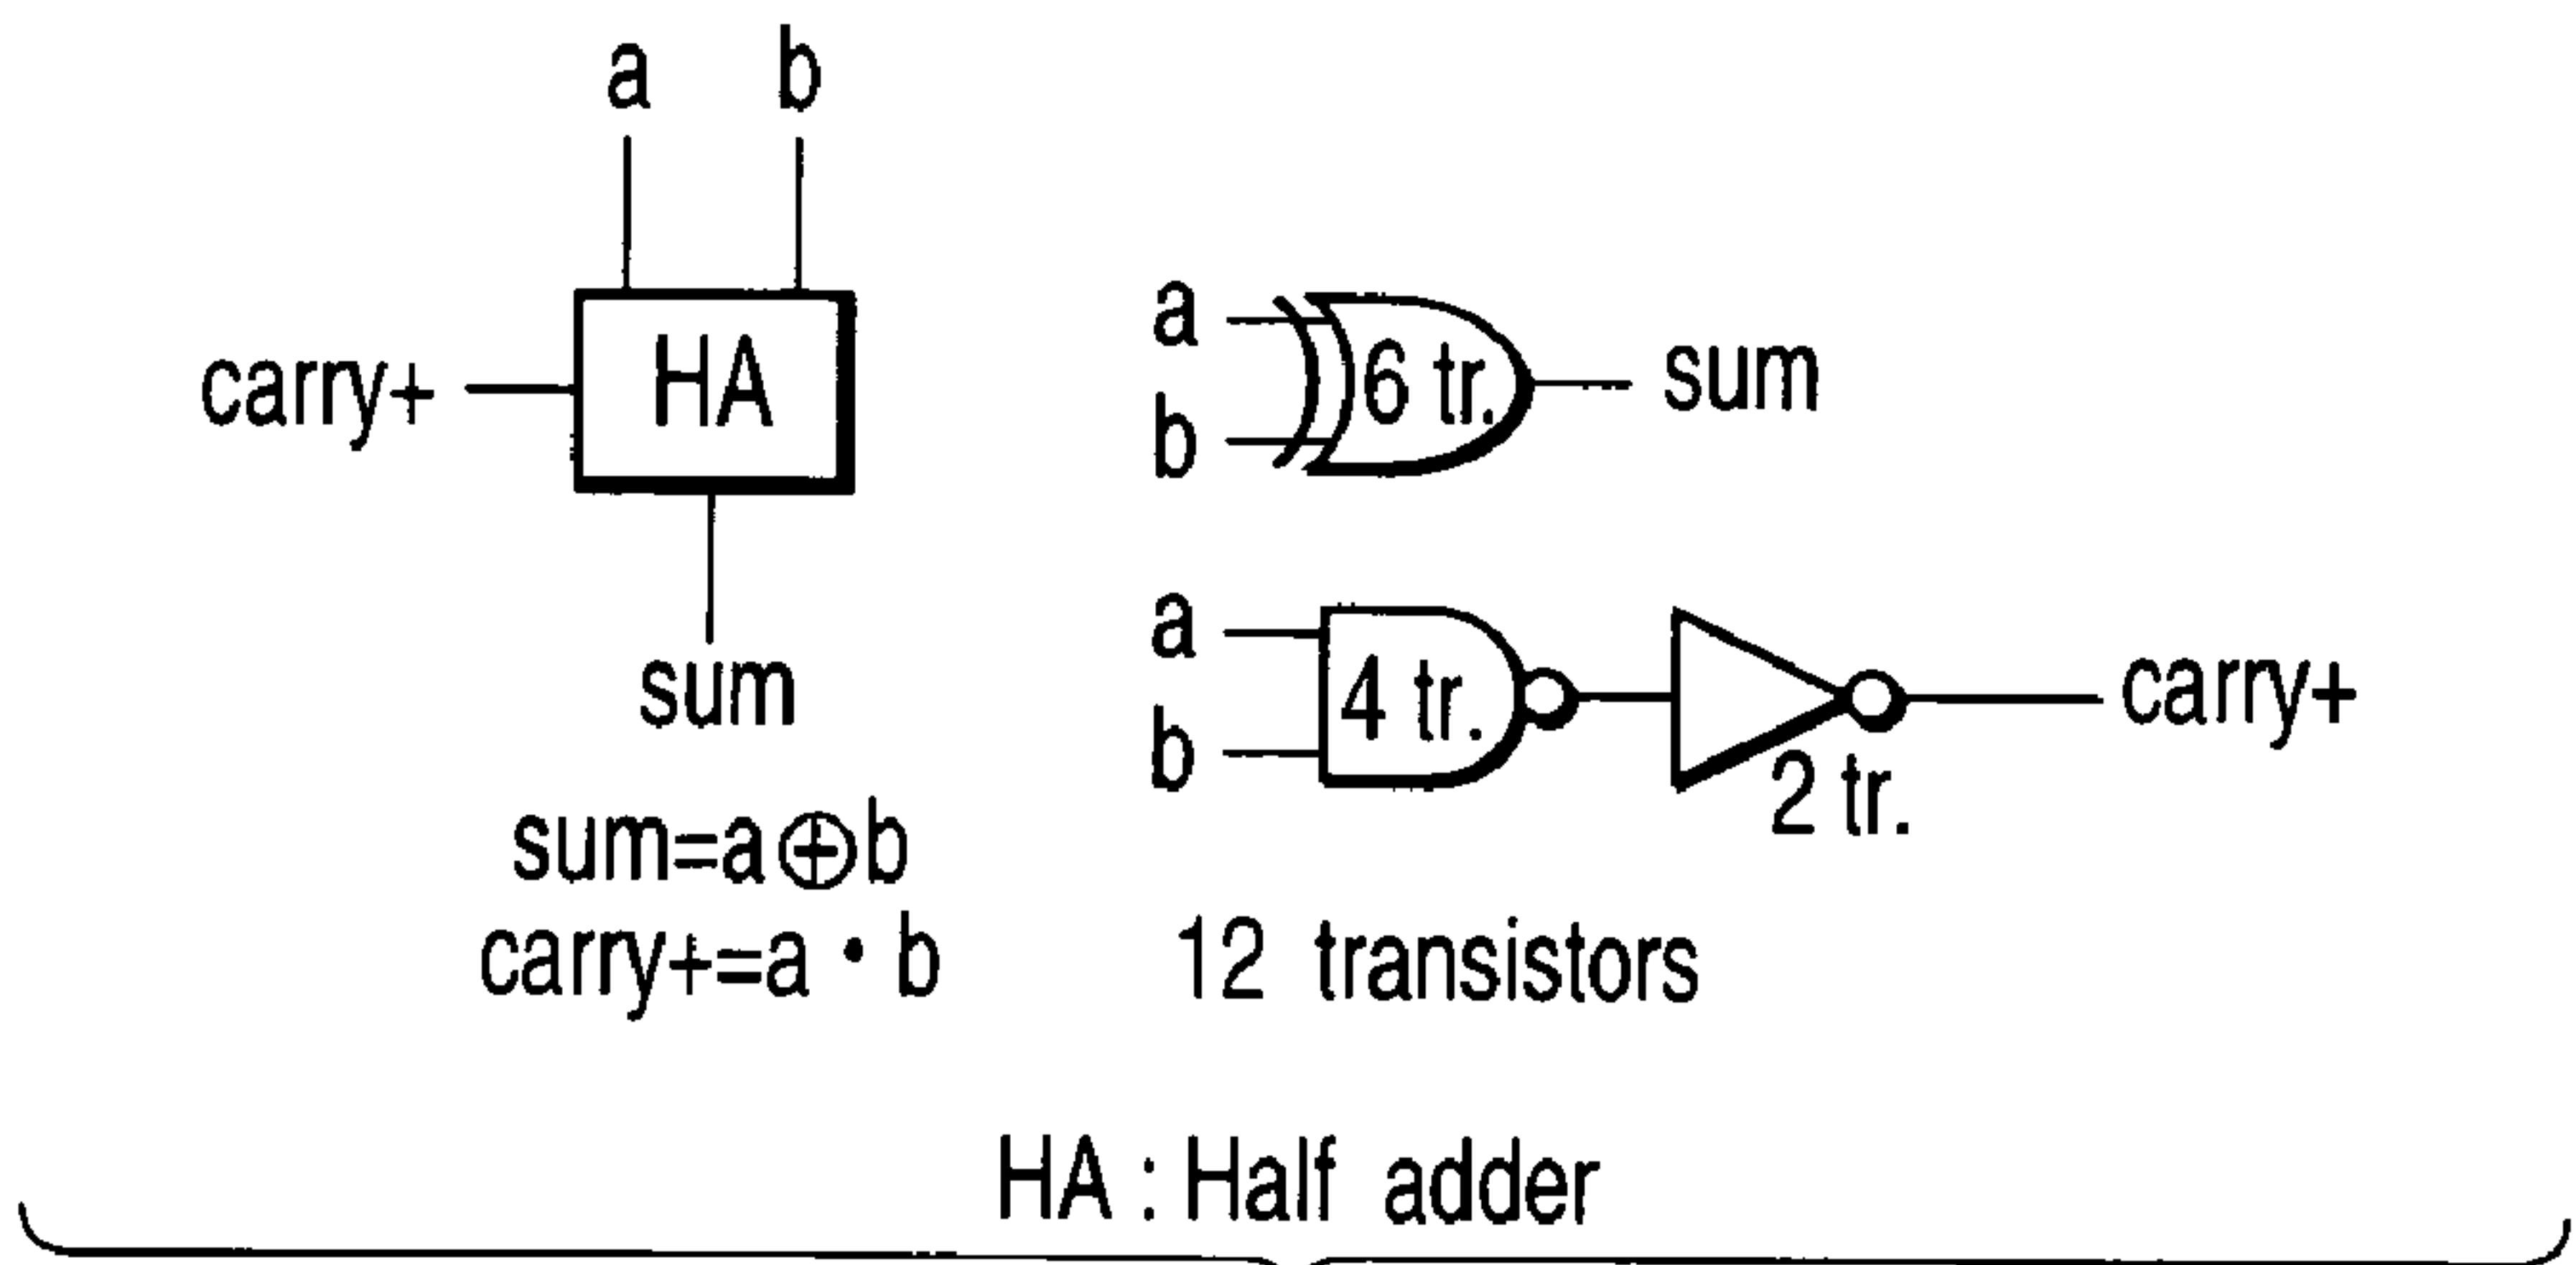 a b
carry+ HA
sum
sum=a⊕b
carry+=a · b
a
b
6 tr.
sum
a
b
4 tr.
2 tr.
carry+
12 transistors
HA : Half adder